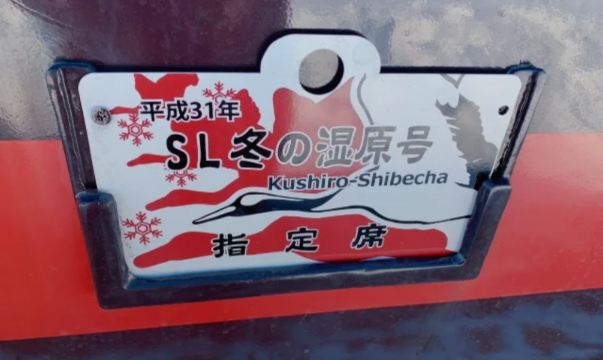 平成31年
SL冬の湿原号
Kushiro-Shibecha
指定席